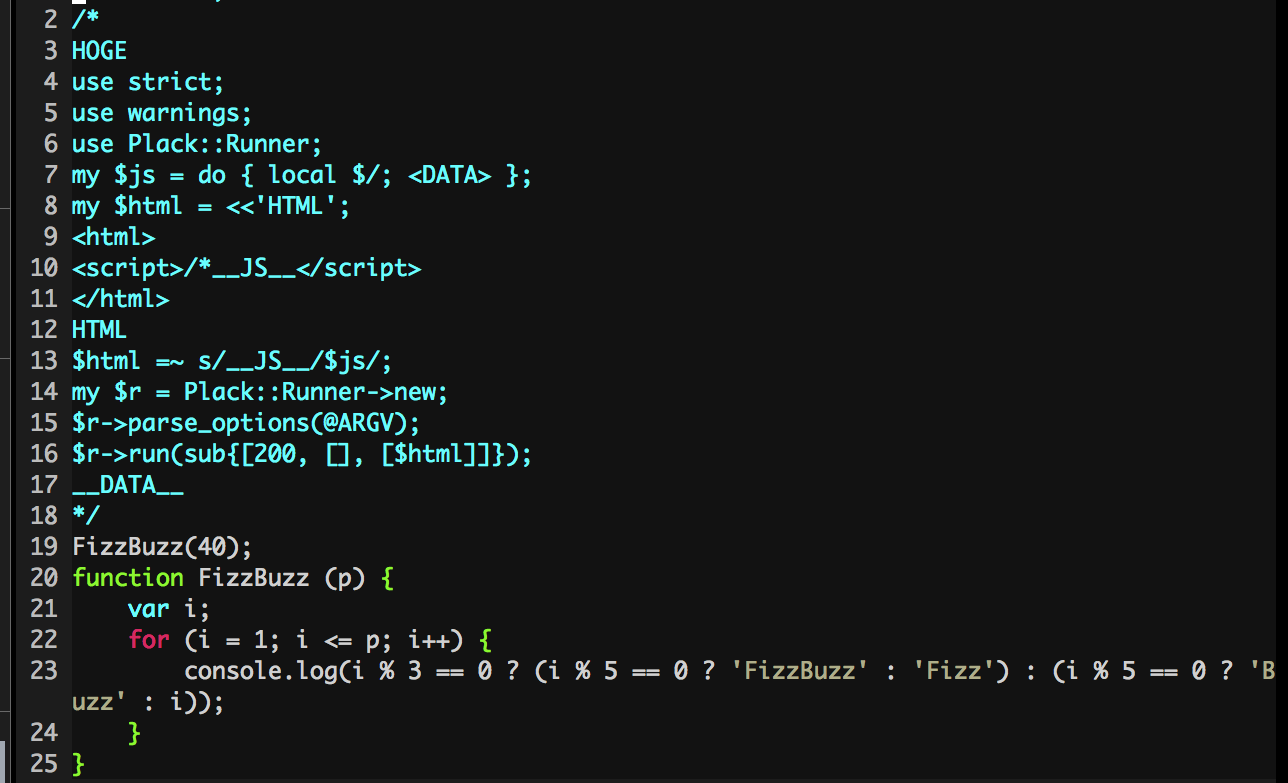 2 /*
3 HOGE
4 use strict;
5 use warnings;
6 use Plack::Runner;
7 my $js = do { local $/; <DATA> };
8 my $html = <<'HTML';
9 <html>
10 <script>/*__JS__</script>
11 </html>
12 HTML
13 $html =~ s/__JS__/$js/;
14 my $r = Plack::Runner->new;
15 $r->parse_options(@ARGV);
16 $r->run(sub{[200, [], [$html]]});
17 __DATA__
18 */
19 FizzBuzz(40);
20 function FizzBuzz (p) {
21     var i;
22     for (i = 1; i <= p; i++) {
23         console.log(i % 3 == 0 ? (i % 5 == 0 ? 'FizzBuzz' : 'Fizz') : (i % 5 == 0 ? 'B
uzz' : i));
24     }
25 }